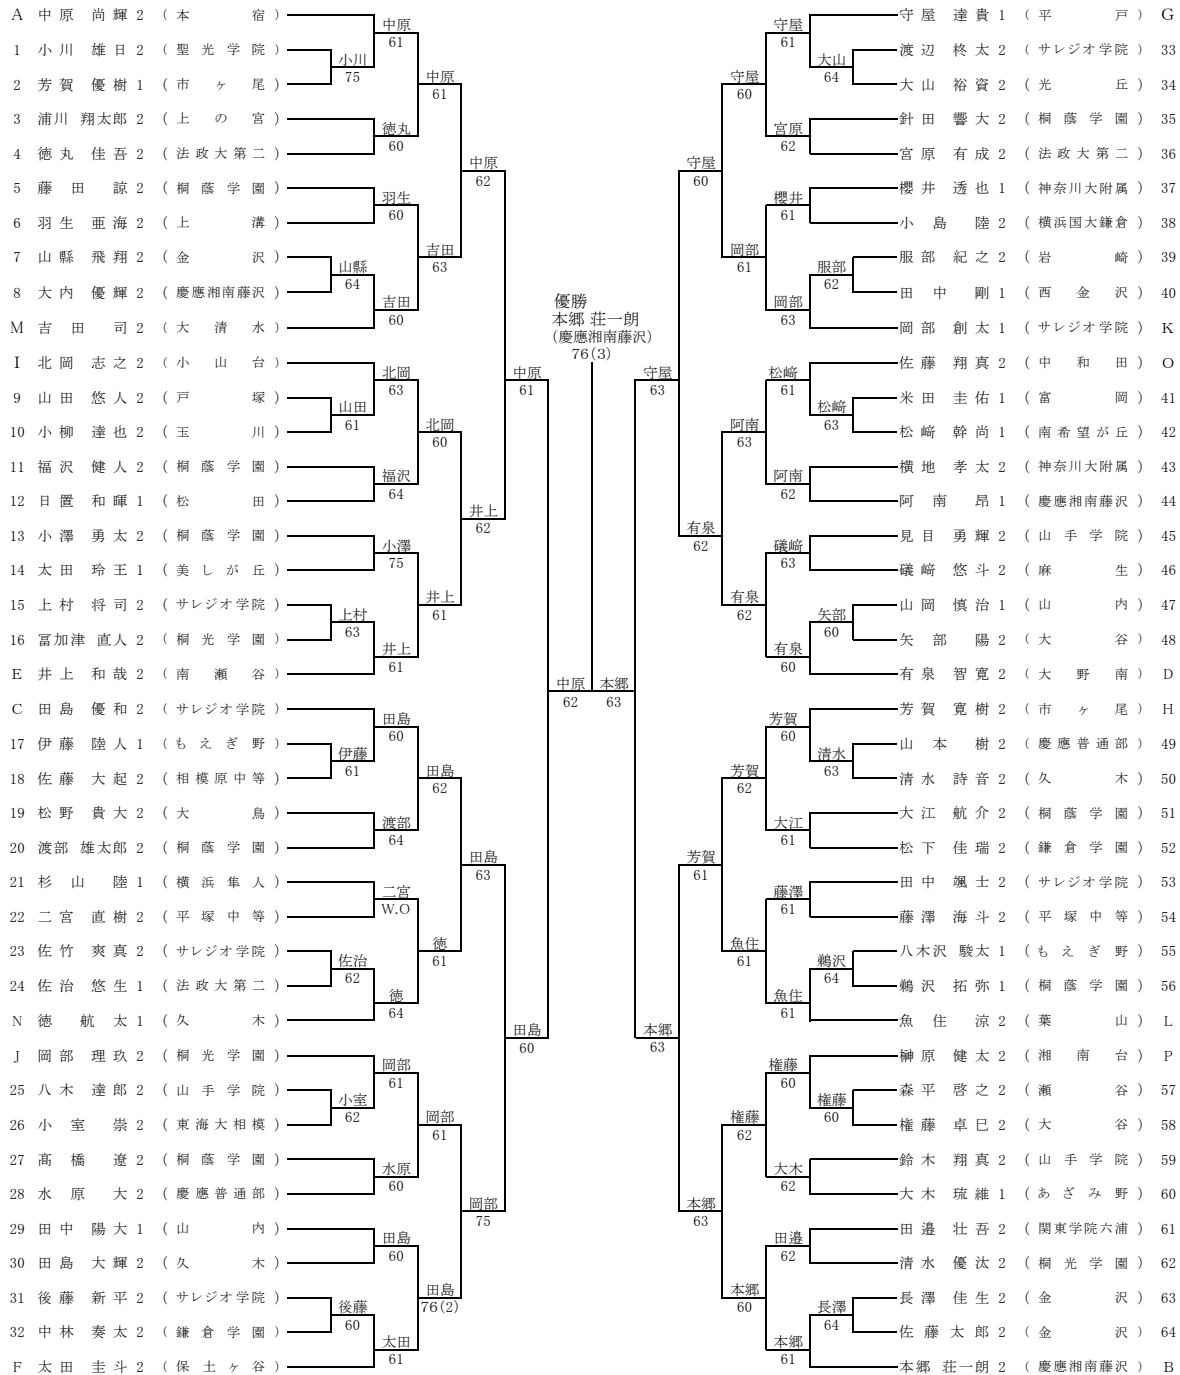 A 中原 尚輝 2 （本宿）
1 小川 雄日 2 （聖光学院）
2 芳賀 優樹 1 （市ヶ尾）
3 浦川 翔太郎 2 （上の宮）
4 徳丸 佳吾 2 （法政大第二）
5 藤田 諒 2 （桐蔭学園）
6 羽生 亜海 2 （上溝）
7 山縣 飛翔 2 （金沢）
8 大内 優輝 2 （慶應湘南藤沢）
M 吉田 司 2 （大清水）
I 北岡 志之 2 （小山台）
9 山田 悠人 2 （戸塚）
10 小柳 達也 2 （玉川）
11 福沢 健人 2 （桐蔭学園）
12 日置 和暉 1 （松田）
13 小澤 勇太 2 （桐蔭学園）
14 太田 玲王 1 （美しが丘）
15 上村 将司 2 （サレジオ学院）
16 冨加津 直人 2 （桐光学園）
E 井上 和哉 2 （南瀬谷）
C 田島 優和 2 （サレジオ学院）
17 伊藤 陸人 1 （もえぎ野）
18 佐藤 大起 2 （相模原中等）
19 松野 貴大 2 （大鳥）
20 渡部 雄太郎 2 （桐蔭学園）
21 杉山 陸 1 （横浜隼人）
22 二宮 直樹 2 （平塚中等）
23 佐竹 爽真 2 （サレジオ学院）
24 佐治 悠生 1 （法政大第二）
N 徳 航太 1 （久木）
J 岡部 理玖 2 （桐光学園）
25 八木 達郎 2 （山手学院）
26 小室 崇 2 （東海大相模）
27 髙橋 遼 2 （桐蔭学園）
28 水原 大 2 （慶應普通部）
29 田中 陽大 1 （山内）
30 田島 大輝 2 （久木）
31 後藤 新平 2 （サレジオ学院）
32 中林 奏太 2 （鎌倉学園）
F 太田 圭斗 2 （保土ヶ谷）
小川
75
山縣
64
山田
61
上村
63
伊藤
61
佐治
62
小室
62
後藤
60
中原
61
徳丸
60
羽生
60
吉田
60
北岡
63
福沢
64
小澤
75
井上
61
田島
60
渡部
64
二宮
W.O
徳
64
岡部
61
水原
60
田島
60
太田
61
中原
61
吉田
63
北岡
60
井上
61
田島
62
徳
61
岡部
61
田島
76(2)
中原
62
井上
62
田島
63
岡部
75
中原
61
田島
60
中原
62
優勝
本郷 荘一朗
（慶應湘南藤沢）
76(3)
本郷
63
守屋
63
本郷
63
守屋
60
有泉
62
芳賀
61
本郷
63
守屋
60
岡部
61
阿南
63
有泉
62
芳賀
62
魚住
61
権藤
62
本郷
60
守屋
61
宮原
62
櫻井
61
岡部
63
松﨑
61
阿南
62
礒﨑
63
有泉
60
芳賀
60
大江
61
藤澤
61
魚住
61
権藤
60
大木
62
田邉
62
本郷
61
大山
64
服部
62
松﨑
63
矢部
60
清水
63
鵜沢
64
権藤
60
長澤
64
守屋 達貴 1 （平戸） G
渡辺 柊太 2 （サレジオ学院） 33
大山 裕資 2 （光丘） 34
針田 響大 2 （桐蔭学園） 35
宮原 有成 2 （法政大第二） 36
櫻井 透也 1 （神奈川大附属） 37
小島 陸 2 （横浜国大鎌倉） 38
服部 紀之 2 （岩崎） 39
田中 剛 1 （西金沢） 40
岡部 創太 1 （サレジオ学院） K
佐藤 翔真 2 （中和田） O
米田 圭佑 1 （富岡） 41
松﨑 幹尚 1 （南希望が丘） 42
横地 孝太 2 （神奈川大附属） 43
阿南 昂 1 （慶應湘南藤沢） 44
見目 勇輝 2 （山手学院） 45
礒﨑 悠斗 2 （麻生） 46
山岡 慎治 1 （山内） 47
矢部 陽 2 （大谷） 48
有泉 智寛 2 （大野南） D
芳賀 寛樹 2 （市ヶ尾） H
山本 樹 2 （慶應普通部） 49
清水 詩音 2 （久木） 50
大江 航介 2 （桐蔭学園） 51
松下 佳瑞 2 （鎌倉学園） 52
田中 颯士 2 （サレジオ学院） 53
藤澤 海斗 2 （平塚中等） 54
八木沢 駿太 1 （もえぎ野） 55
鵜沢 拓弥 1 （桐蔭学園） 56
魚住 涼 2 （葉山） L
榊原 健太 2 （湘南台） P
森平 啓之 2 （瀬谷） 57
権藤 卓巳 2 （大谷） 58
鈴木 翔真 2 （山手学院） 59
大木 琉維 1 （あざみ野） 60
田邉 壮吾 2 （関東学院六浦） 61
清水 優汰 2 （桐光学園） 62
長澤 佳生 2 （金沢） 63
佐藤 太郎 2 （金沢） 64
本郷 荘一朗 2 （慶應湘南藤沢） B